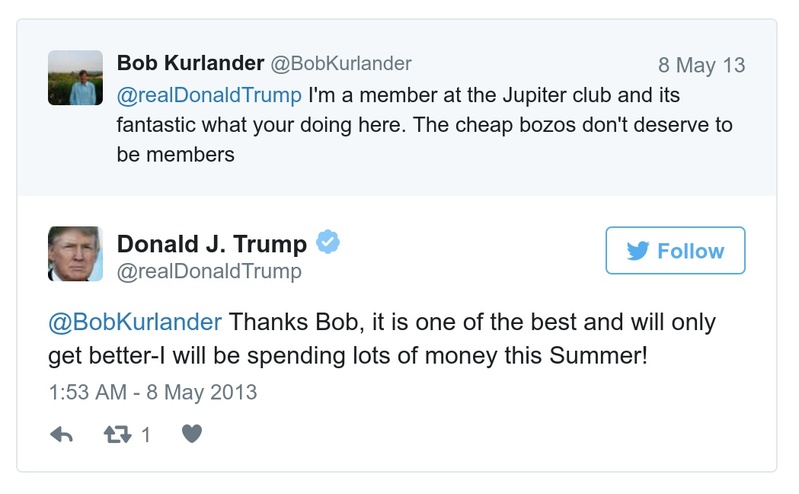 Bob Kurlander @BobKurlander 8 May 13
@realDonaldTrump I'm a member at the Jupiter club and its
fantastic what your doing here. The cheap bozos don't deserve to
be members
Donald J. Trump
@realDonaldTrump
Follow
@BobKurlander Thanks Bob, it is one of the best and will only
get better-I will be spending lots of money this Summer!
1:53 AM - 8 May 2013
1